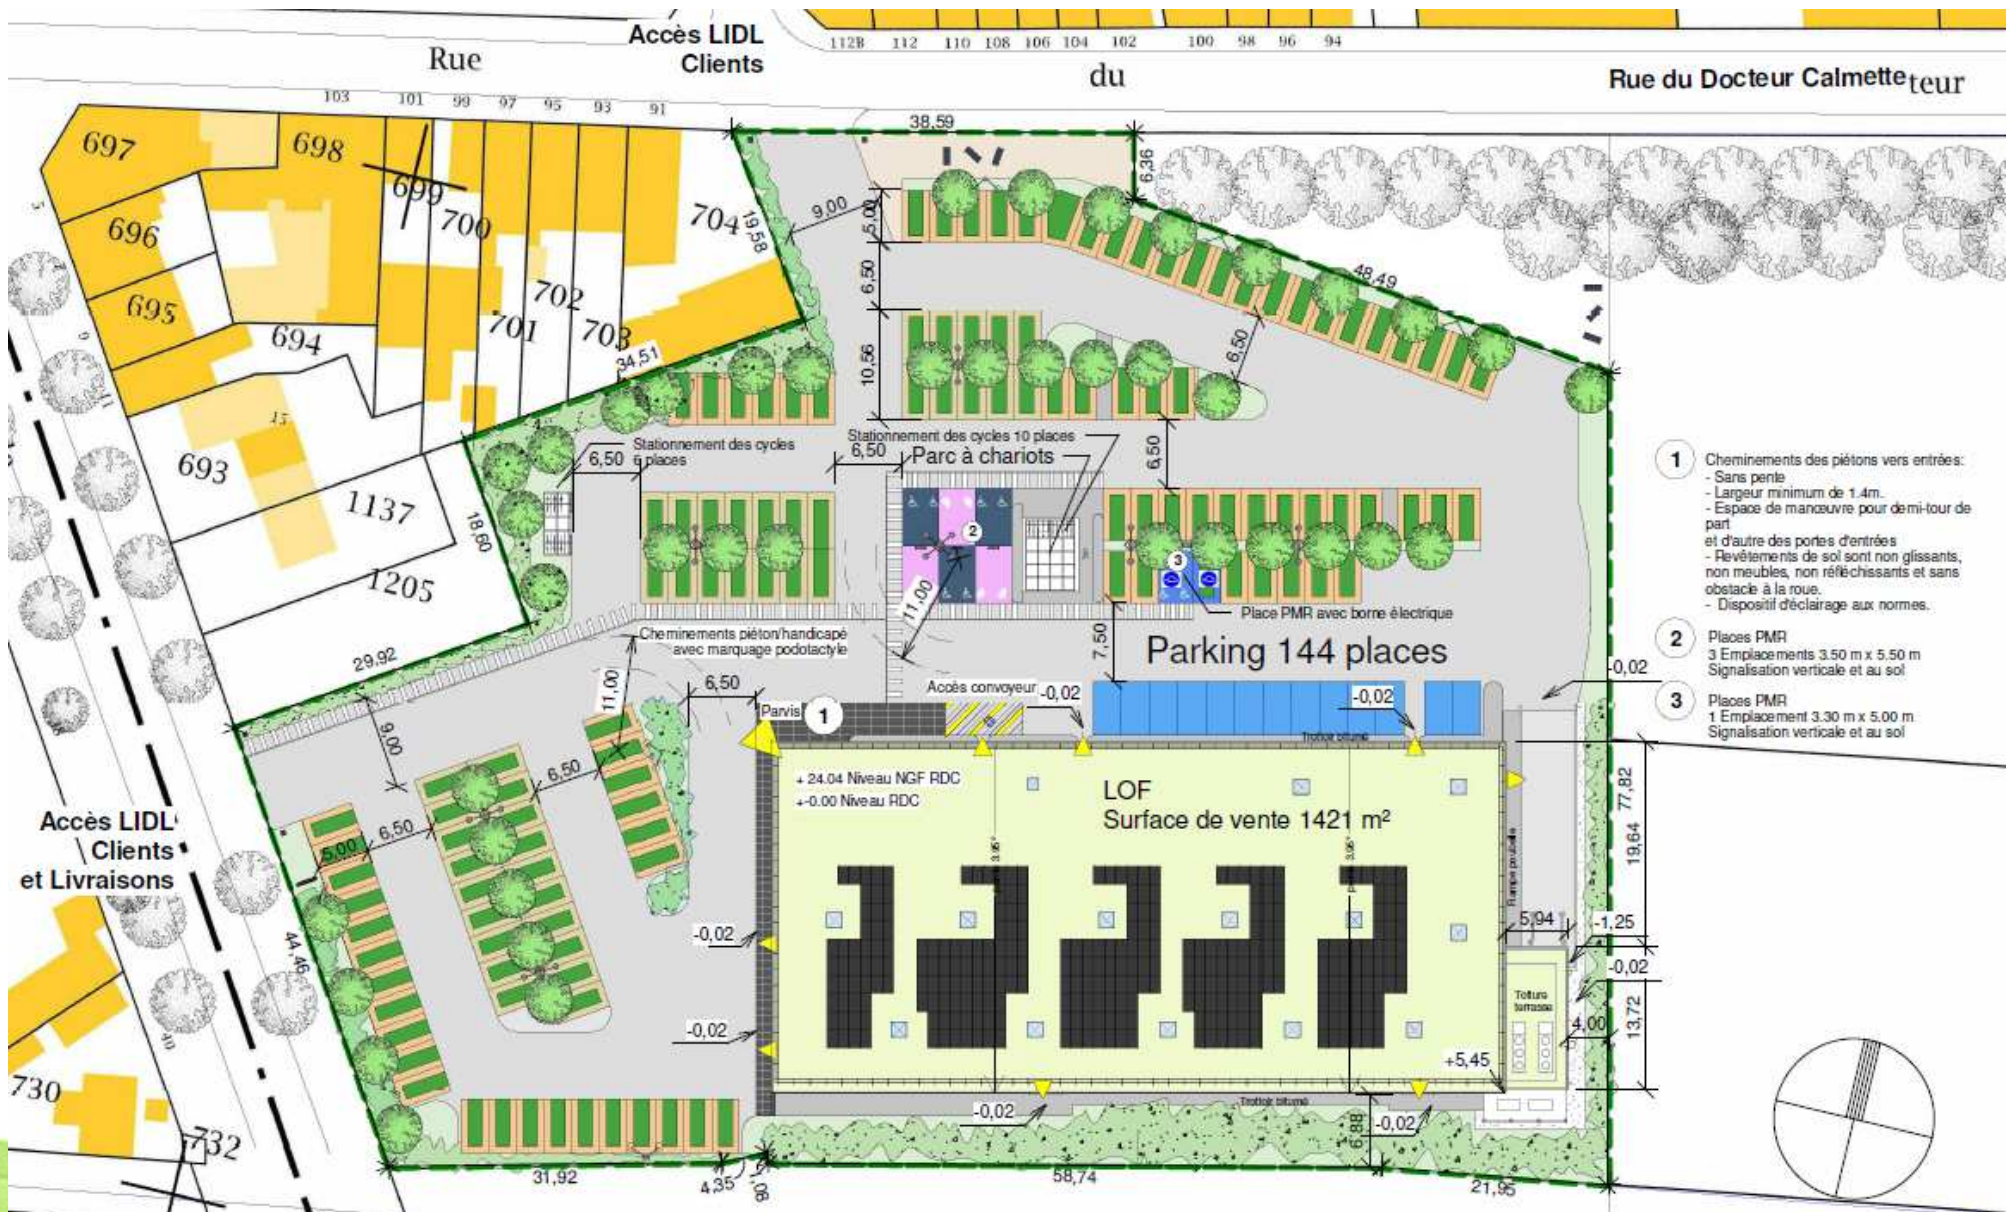 Accès LIDL
Clients
112B 112 110 108 106 104 102 100 98 96 94
Rue
du
Rue du Docteur Calmette
teur
103 101 99 97 95 93 91
38,59
697
698
699
700
704
696
695
694
701
702
703
693
1137
1205
15
5
9
11
19,58
9,00
5,00
6,36
6,50
10,56
48,49
6,50
34,51
Stationnement des cycles
6 places
6,50
6,50
Stationnement des cycles 10 places
Parc à chariots
6,50
18,60
2
3
11,00
Place PMR avec borne électrique
Cheminements piéton/handicapé
avec marquage podotactyle
29,92
7,50
Parking 144 places
1 Cheminements des piétons vers entrées:
- Sans pente
- Largeur minimum de 1.4m.
- Espace de manœuvre pour demi-tour de
part
et d'autre des portes d'entrées
- Revêtements de sol sont non glissants,
non meubles, non réfléchissants et sans
obstacle à la roue.
- Dispositif d'éclairage aux normes.
2 Places PMR
3 Emplacements 3.50 m x 5.50 m
Signalisation verticale et au sol
3 Places PMR
1 Emplacement 3.30 m x 5.00 m
Signalisation verticale et au sol
11,00
6,50
Accès convoyeur
-0,02
-0,02
-0,02
Parvis
1
Trottoir bitumé
9,00
6,50
+ 24.04 Niveau NGF RDC
+-0.00 Niveau RDC
LOF
Surface de vente 1421 m²
77,82
19,64
Accès LIDL
Clients
et Livraisons
5,00
6,50
Rampe poubelle
5,94
-1,25
-0,02
-0,02
44,46
-0,02
Toiture
terrasse
4,00
13,72
+5,45
40
730
732
-0,02
Trottoir bitumé
6,88
-0,02
31,92
4,35
1,08
58,74
21,95